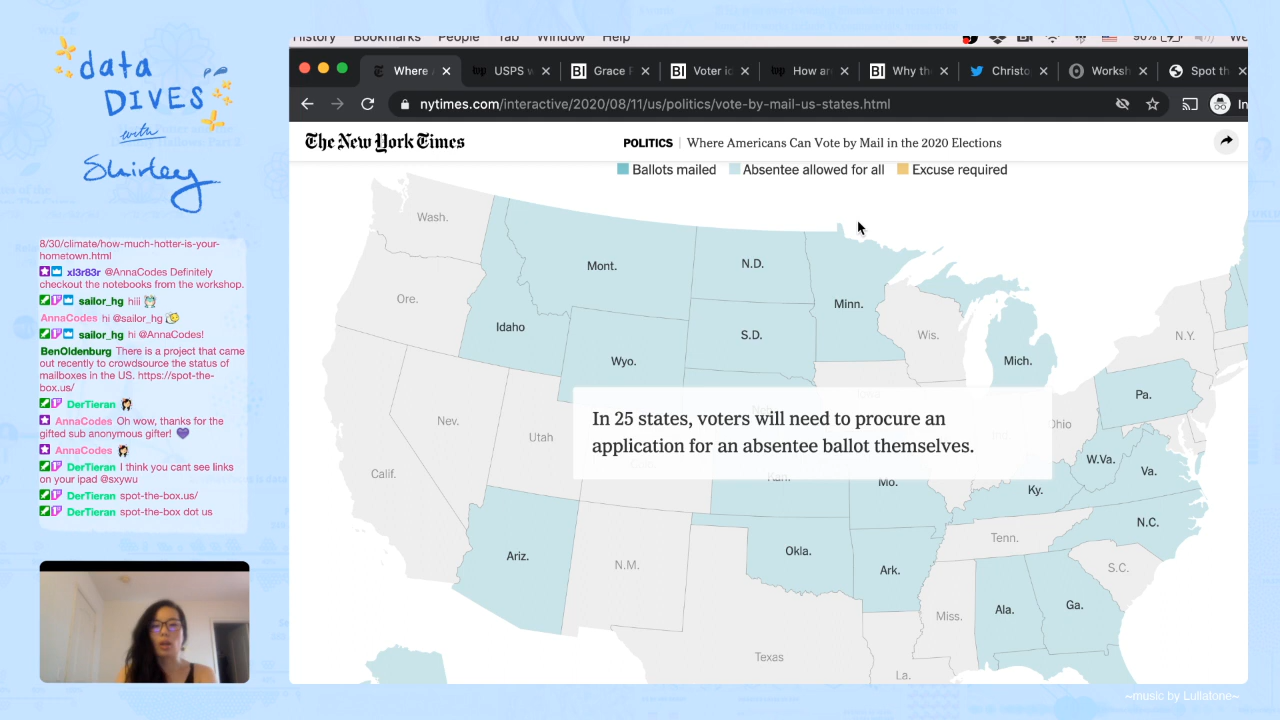 data
DIVES
with
Shirley
8/30/climate/how-much-hotter-is-your-
hometown.html
xl3r83r @AnnaCodes Definitely
checkout the notebooks from the workshop.
sailor_hg hiii
AnnaCodes hi @sailor_hg
sailor_hg hi @AnnaCodes!
BenOldenburg There is a project that came
out recently to crowdsource the status of
mailboxes in the US. https://spot-the-
box.us/
DerTieran
AnnaCodes Oh wow, thanks for the
gifted sub anonymous gifter!
AnnaCodes
DerTieran I think you cant see links
on your ipad @sxywu
DerTieran spot-the-box.us/
DerTieran spot-the-box dot us
History Bookmarks People Tab Window Help 90% We
Where USPS w Grace Voter ic How ar Why th Christo Worksh Spot th
nytimes.com/interactive/2020/08/11/us/politics/vote-by-mail-us-states.html In
The New York Times POLITICS | Where Americans Can Vote by Mail in the 2020 Elections
Ballots mailed Absentee allowed for all Excuse required
Wash.
Mont.
N.D.
Ore.
Minn.
Idaho
S.D.
Wis.
N.Y.
Wyo.
Mich.
Pa.
Nev.
Utah
Ohio
In 25 states, voters will need to procure an
application for an absentee ballot themselves.
Calif.
Kan.
Mo.
W.Va.
Va.
Ky.
N.C.
Ariz.
N.M.
Okla.
Tenn.
Ark.
S.C.
Miss.
Ala.
Ga.
Texas
La.
~music by Lullatone~